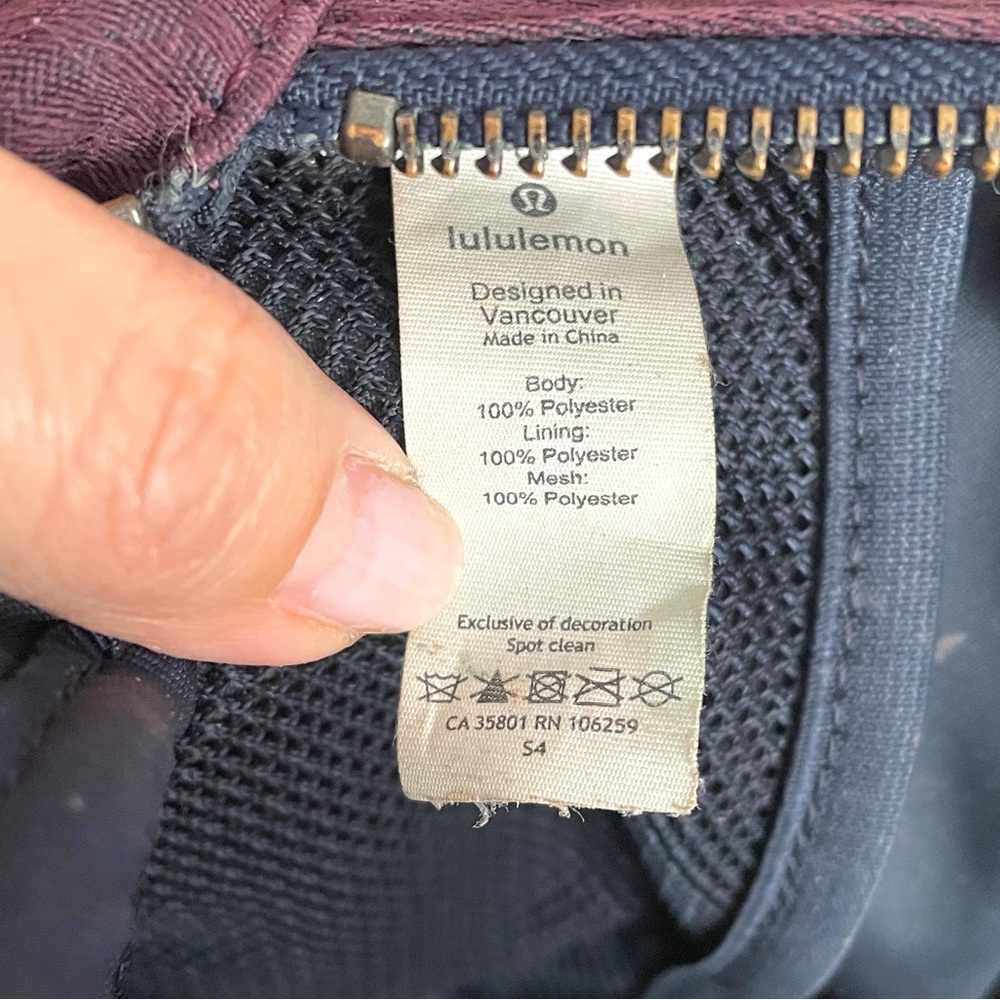 lululemon
Designed in
Vancouver
Made in China
Body:
100% Polyester
Lining:
100% Polyester
Mesh:
100% Polyester
Exclusive of decoration
Spot clean
CA 35801 RN 106259
S4